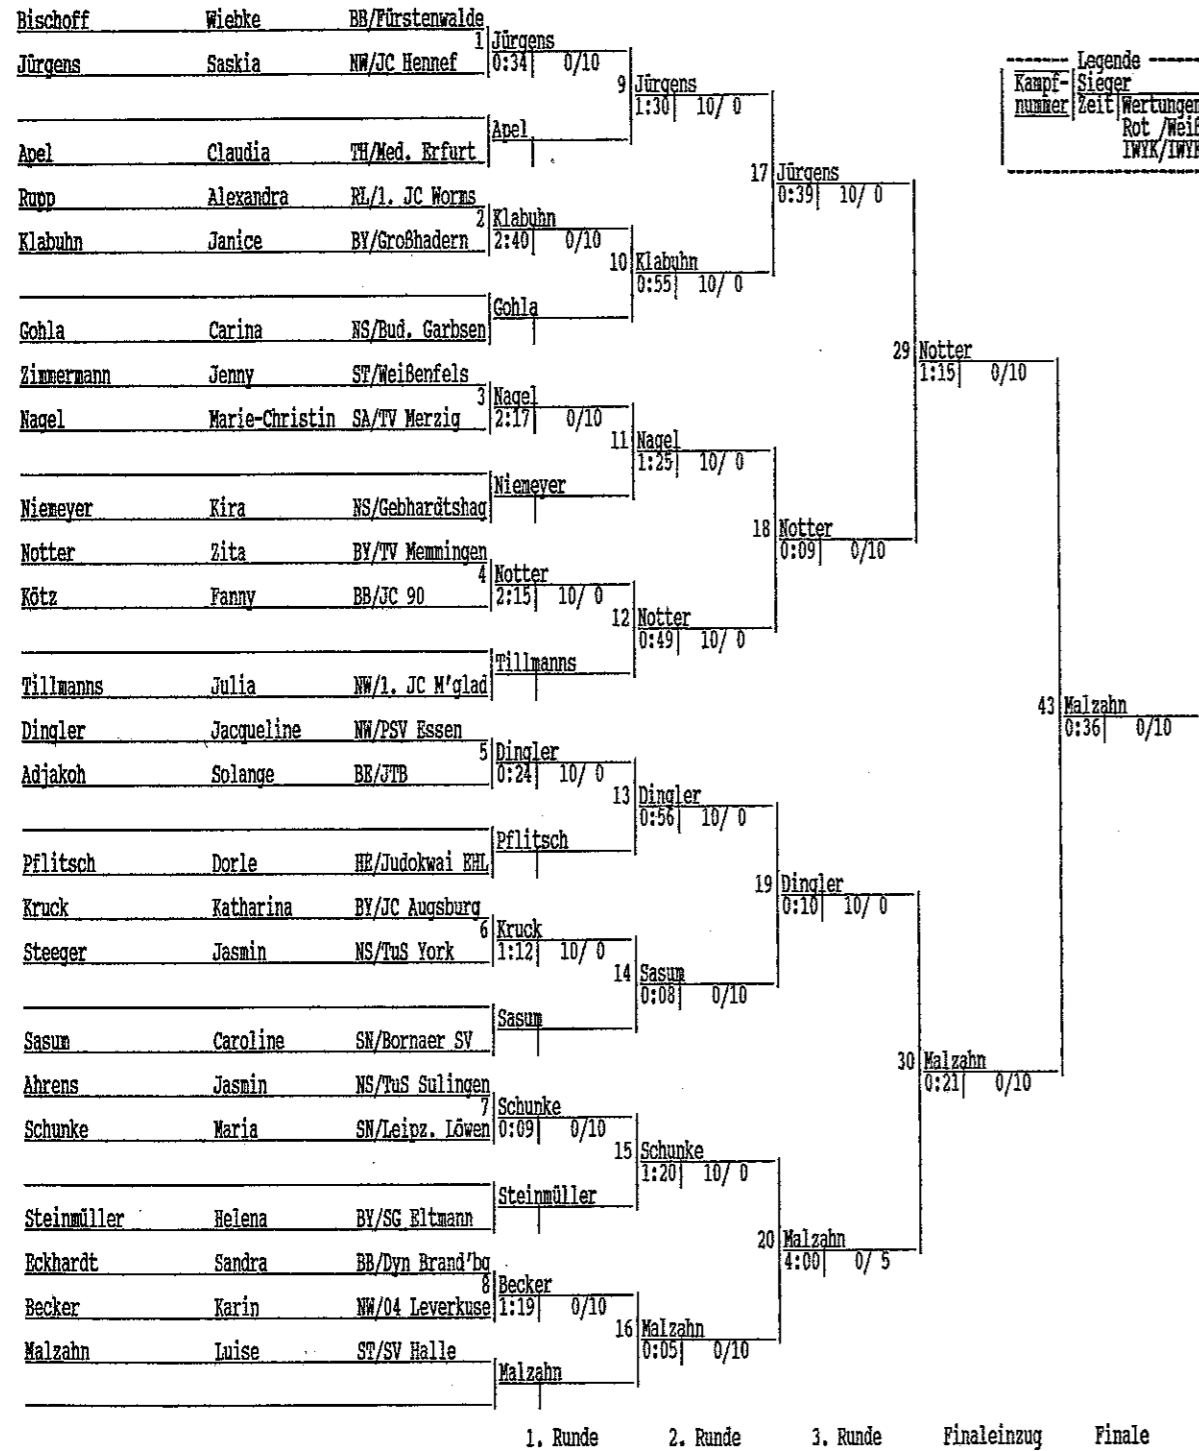 Bischoff Wiebke BB/Fürstenwalde
1 Jürgens
Jürgens Saskia NW/JC Hennef 0:34 0/10
Legende
Kampf- Sieger
nummer Zeit Wertungen
Rot /Weiß
IWYK/IWYK
9 Jürgens
1:30 10/ 0
Apel
Apel Claudia TH/Med. Erfurt
17 Jürgens
0:39 10/ 0
Rupp Alexandra RL/1. JC Worms
2 Klabuhn
Klabuhn Janice BY/Großhadern 2:40 0/10
10 Klabuhn
0:55 10/ 0
Gohla
Gohla Carina NS/Bud. Garbsen
29 Notter
1:15 0/10
Zimmermann Jenny ST/Weißenfels
3 Nagel
Nagel Marie-Christin SA/TV Merzig 2:17 0/10
11 Nagel
1:25 10/ 0
Niemeyer
Niemeyer Kira NS/Gebhardtshag
18 Notter
0:09 0/10
Notter Zita BY/TV Memmingen
4 Notter
Kötz Fanny BB/JC 90 2:15 10/ 0
12 Notter
0:49 10/ 0
Tillmanns
Tillmanns Julia NW/1. JC M'glad
43 Malzahn
0:36 0/10
Dingler Jacqueline NW/PSV Essen
5 Dingler
Adjakoh Solange BE/JTB 0:24 10/ 0
13 Dingler
0:56 10/ 0
Pflitsch
Pflitsch Dorle HE/Judokwai EHL
19 Dingler
0:10 10/ 0
Kruck Katharina BY/JC Augsburg
6 Kruck
Steeger Jasmin NS/TuS York 1:12 10/ 0
14 Sasum
0:08 0/10
Sasum
Sasum Caroline SN/Bornaer SV
30 Malzahn
0:21 0/10
Ahrens Jasmin NS/TuS Sulingen
7 Schunke
Schunke Maria SN/Leipz. Löwen 0:09 0/10
15 Schunke
1:20 10/ 0
Steinmüller
Steinmüller Helena BY/SG Eltmann
20 Malzahn
4:00 0/ 5
Eckhardt Sandra BB/Dyn Brand'bg
8 Becker
Becker Karin NW/04 Leverkuse 1:19 0/10
16 Malzahn
0:05 0/10
Malzahn Luise ST/SV Halle
Malzahn
1. Runde 2. Runde 3. Runde Finaleinzug Finale